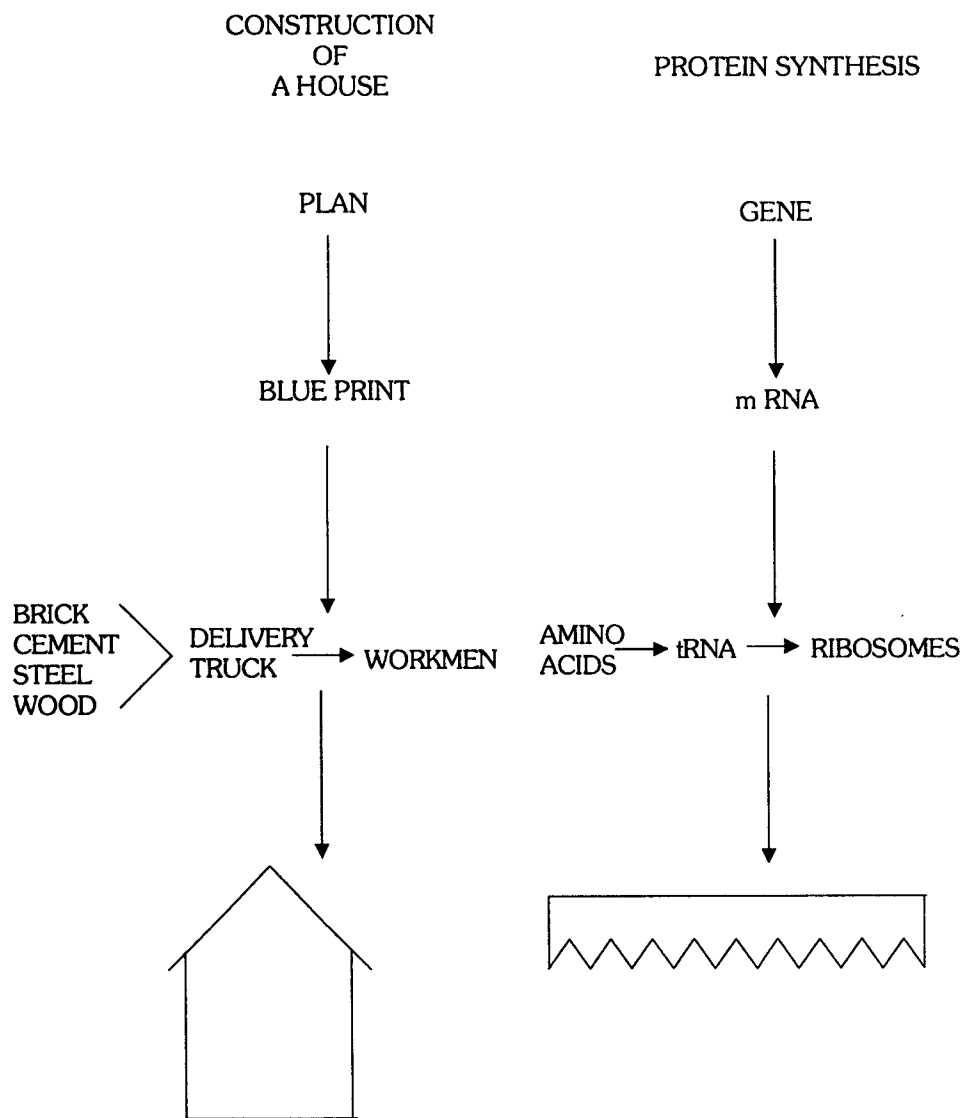 CONSTRUCTION
OF
A HOUSE
PROTEIN SYNTHESIS
PLAN
GENE
BLUE PRINT
m RNA
BRICK
CEMENT
STEEL
WOOD
DELIVERY
TRUCK
WORKMEN
AMINO
ACIDS
tRNA
RIBOSOMES